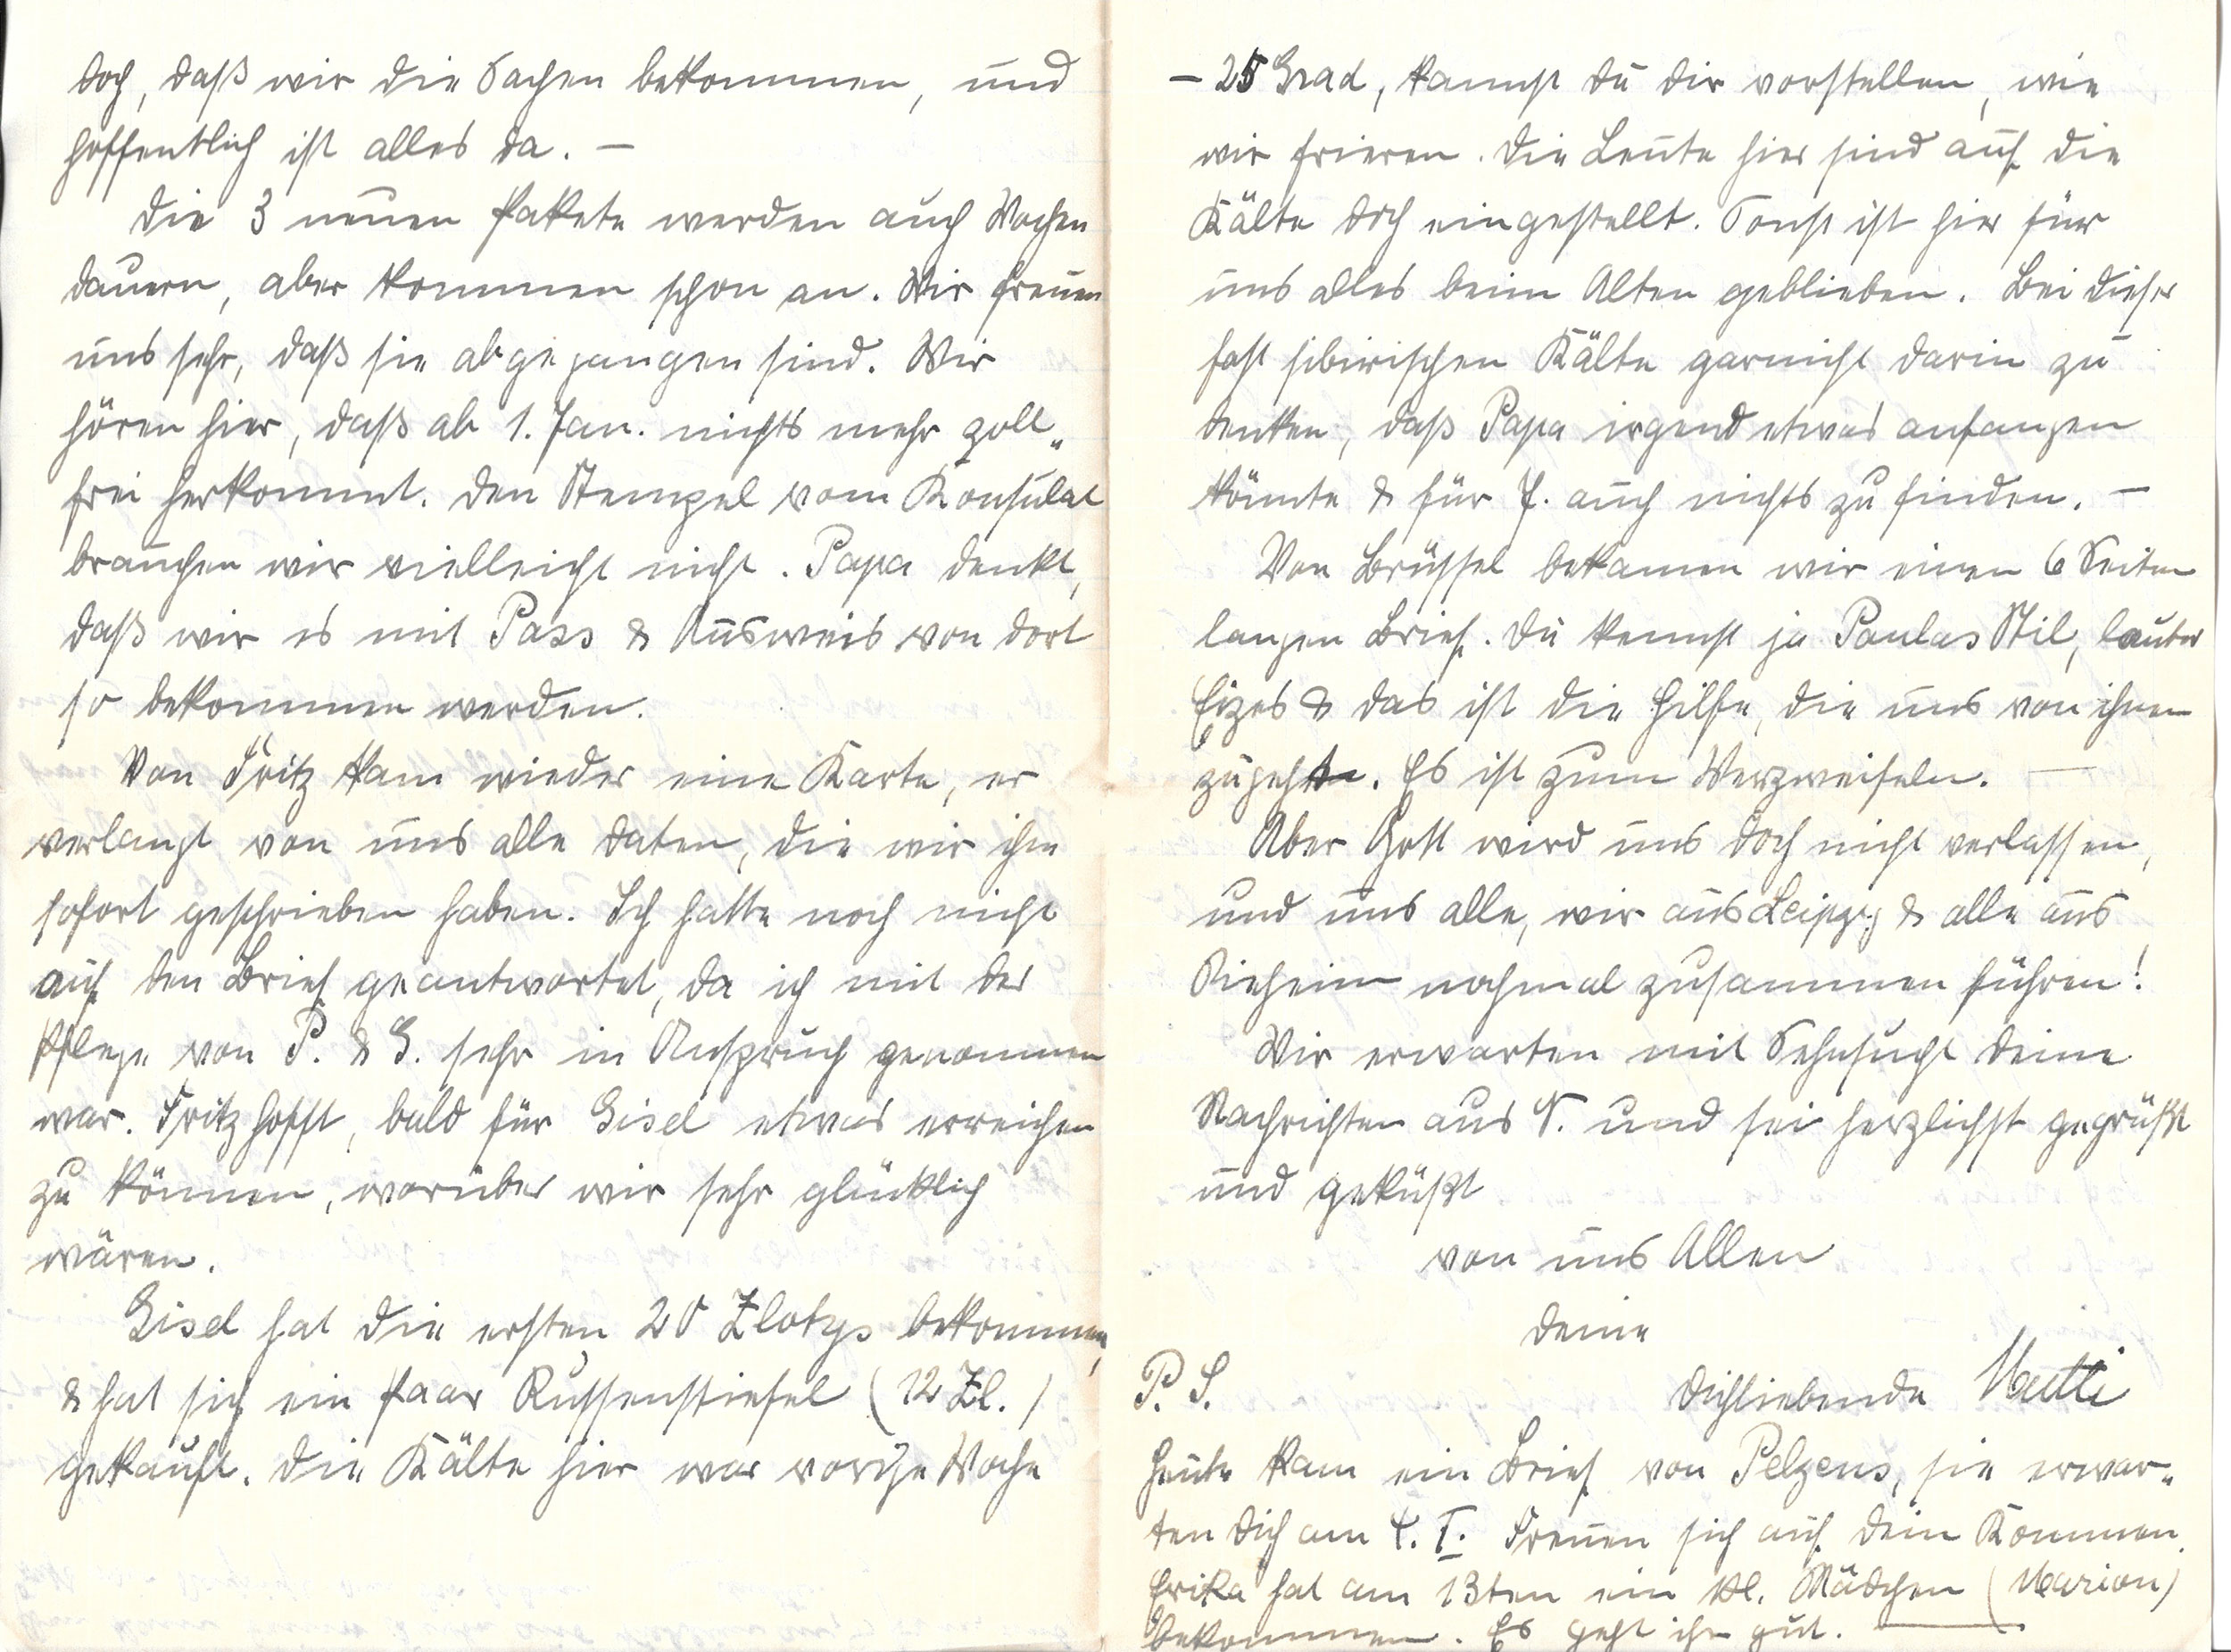 doch, daß wir die Sachen bekommen, und
hoffentlich ist alles da. —
Die 3 neuen Pakete werden auch Wochen
dauern, aber kommen schon an. Wir freuen
uns sehr, daß sie abgegangen sind. Wir
hören hier, daß ab 1. Jan. nichts mehr zoll„
frei herkommt. Den Stempel vom Konsulat
brauchen wir vielleicht nicht. Papa denkt,
daß wir es mit Pass & Ausweis von dort
so bekommen werden.
Von Fritz kam wieder eine Karte, er
verlangt von uns alle Daten, die wir ihm
sofort geschrieben haben. Ich hatte noch nicht
auf den Brief geantwortet, da ich mit der
Pflege von P. & G. sehr in Anspruch genommen
war. Fritz hofft, bald für Gisel etwas erreichen
zu können, worüber wir sehr glücklich
wären.
Gisel hat die ersten 20 Zlotys bekommen,
& hat sich ein Paar Russenstiefel (12 Zl.)
gekauft. Die Kälte hier war vorige Woche
– 25 Grad, kannst Du Dir vorstellen, wie
wir frieren. Die Leute hier sind auf die
Kälte doch eingestellt. Sonst ist hier für
uns alles beim Alten geblieben. Bei dieser
fast sibirischen Kälte garnicht darin zu
denken, daß Papa irgend etwas anfangen
könnte & für J. auch nichts zu finden. —
Von Brüssel bekamen wir einen 6 Seiten
langen Brief. Du kennst ja Paulas Stil, lauter
Eizes & das ist die Hilfe, die uns von ihnen
zugeht. Es ist zum Verzweifeln. —
Aber Gott wird uns doch nicht verlassen,
und uns alle, wir aus Leipzig & alle aus
nochmal zusammen führen!
Wir erwarten mit Sehnsucht Deine
Nachrichten aus S. und sei herzlichst gegrüßt
und geküßt
von uns Allen
Deine
P. S.
Dichliebende Mutti
Heute kam ein Brief von Pelzens, sie erwar„
ten Dich am 4. I. Freuen sich auf Dein Kommen.
Erika hat am 13ten ein kl. Mädchen (Marion)
bekommen. Es geht ihr gut. —